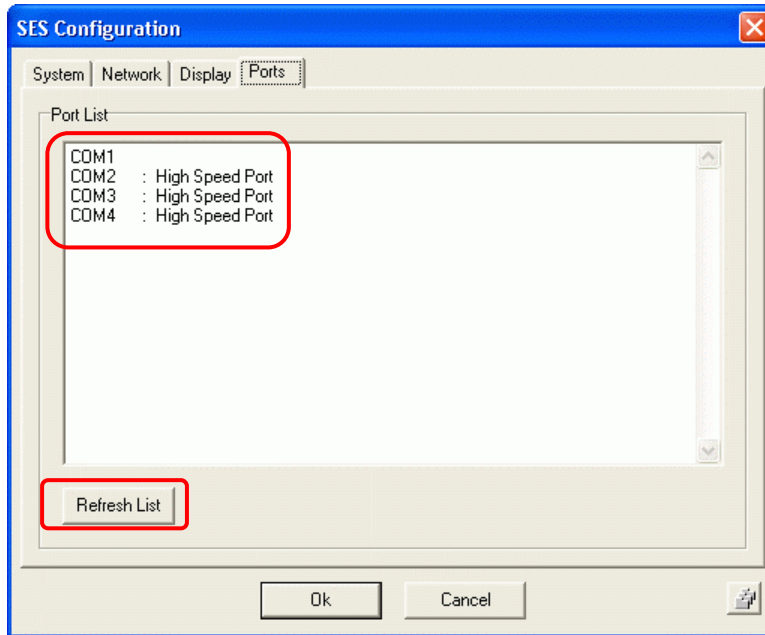 SES Configuration
System Network Display Ports
Port List
COM1
COM2 : High Speed Port
COM3 : High Speed Port
COM4 : High Speed Port
Refresh List
Ok Cancel